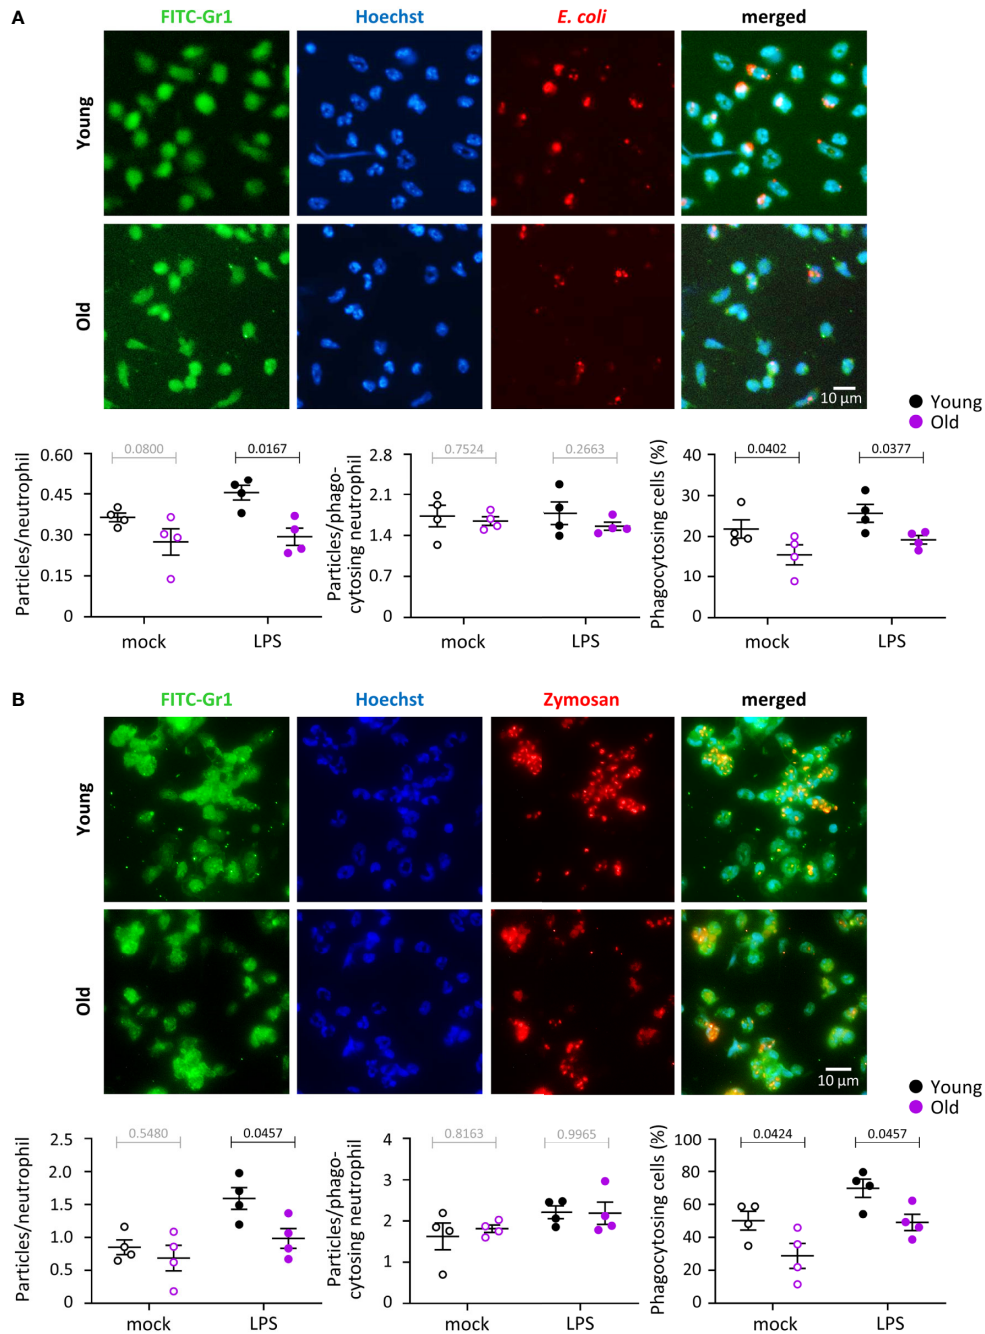 A
FITC-Gr1 Hoechst E. coli merged
Young
Old
10 µm
Young
Old
Particles/neutrophil
0.60
0.45
0.30
0.15
0
0.0800 0.0167
mock LPS
Particles/phago-
cytosing neutrophil
2.8
2.1
1.4
0.7
0
0.7524 0.2663
mock LPS
Phagocytosing cells (%)
40
30
20
10
0
0.0402 0.0377
mock LPS
B
FITC-Gr1 Hoechst Zymosan merged
Young
Old
10 µm
Young
Old
Particles/neutrophil
2.5
2.0
1.5
1.0
0.5
0
0.5480 0.0457
mock LPS
Particles/phago-
cytosing neutrophil
4
3
2
1
0
0.8163 0.9965
mock LPS
Phagocytosing cells (%)
100
80
60
40
20
0
0.0424 0.0457
mock LPS